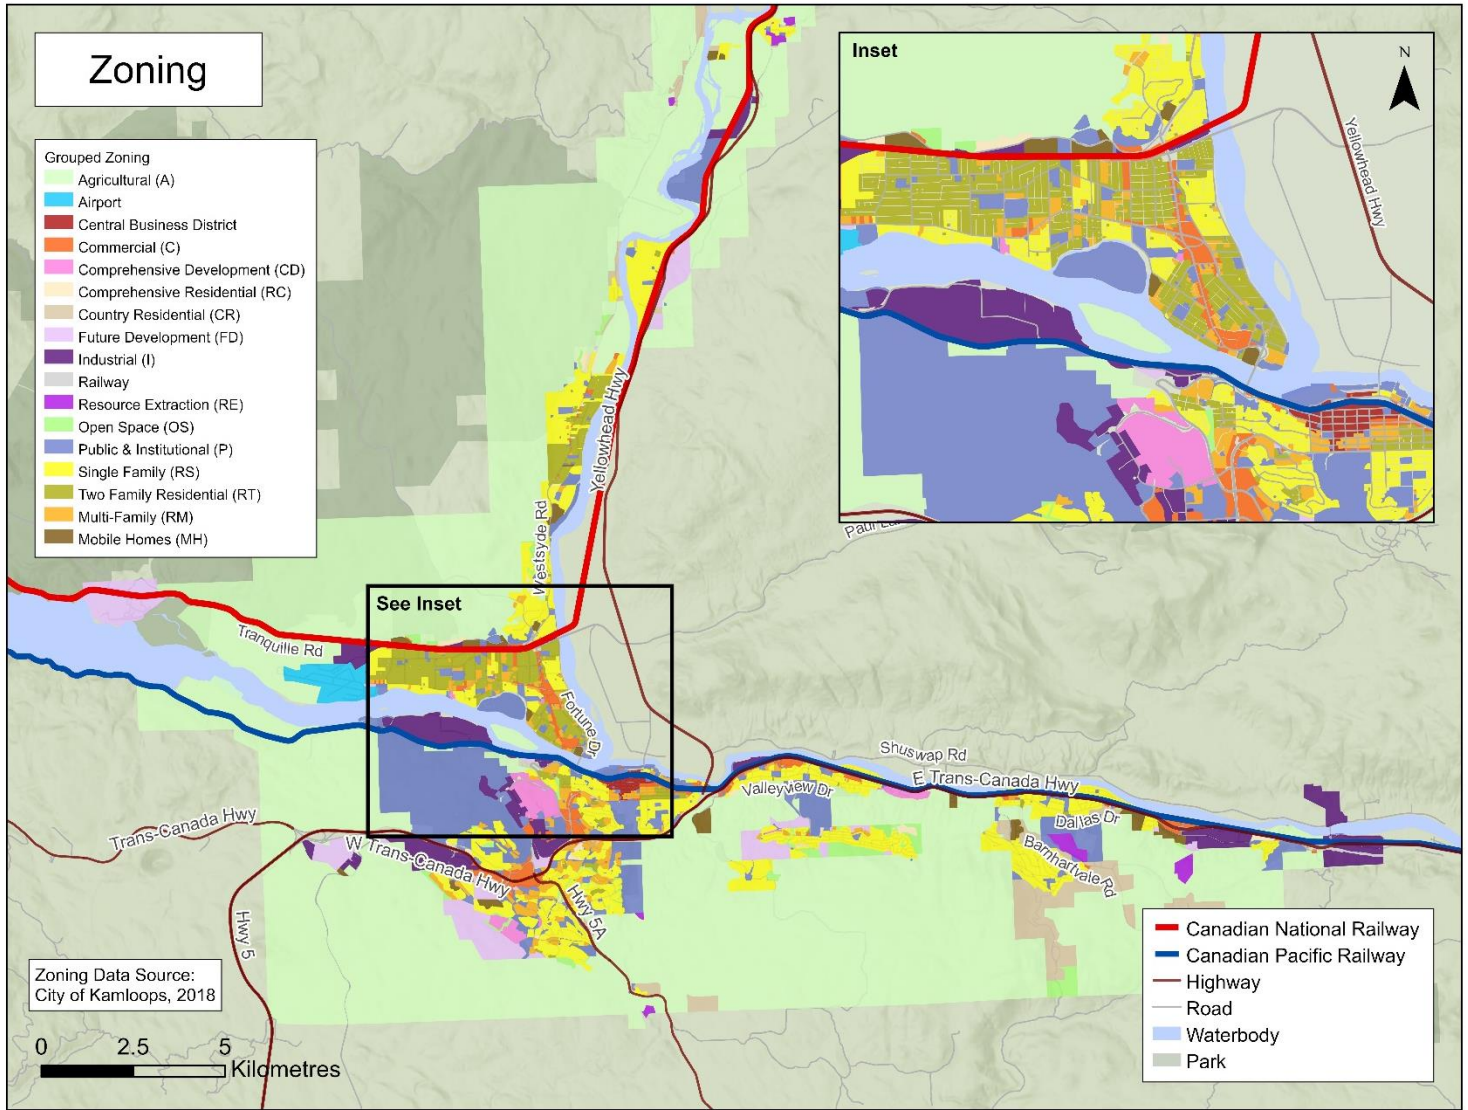 Zoning
Grouped Zoning
Agricultural (A)
Airport
Central Business District
Commercial (C)
Comprehensive Development (CD)
Comprehensive Residential (RC)
Country Residential (CR)
Future Development (FD)
Industrial (I)
Railway
Resource Extraction (RE)
Open Space (OS)
Public & Institutional (P)
Single Family (RS)
Two Family Residential (RT)
Multi-Family (RM)
Mobile Homes (MH)
Inset
N
Yellowhead Hwy
Yellowhead Hwy
Westsyde Rd
Paul
See Inset
Tranquille Rd
Fortune Dr
Shuswap Rd
E Trans-Canada Hwy
Valleyview Dr
Dallas Dr
Barnhartvale Rd
Trans-Canada Hwy
W Trans-Canada Hwy
Hwy 5A
Hwy 5
Zoning Data Source:
City of Kamloops, 2018
0 2.5 5
Kilometres
Canadian National Railway
Canadian Pacific Railway
Highway
Road
Waterbody
Park